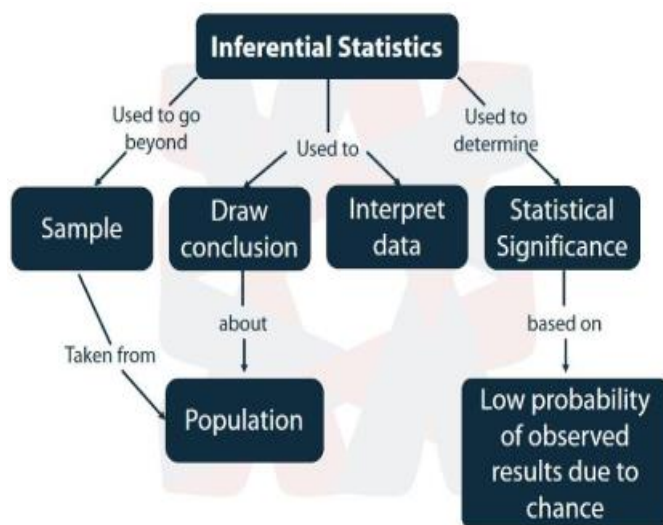 Inferential Statistics
Used to go
beyond
Used to
Used to
determine
Sample
Draw
conclusion
Interpret
data
Statistical
Significance
Taken from
about
based on
Population
Low probability
of observed
results due to
chance